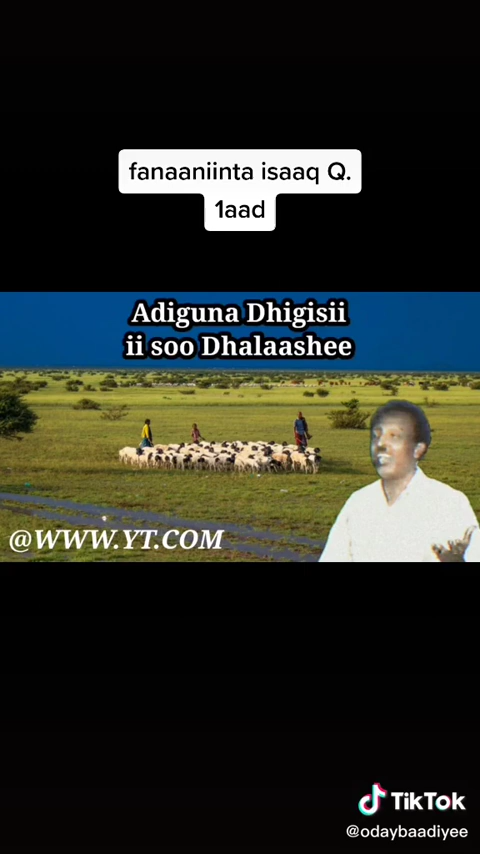 fanaaniinta isaaq Q.
1aad
Adiguna Dhigisii
ii soo Dhalaashee
@WWW.YT.COM
TikTok
@odaybaadiyee